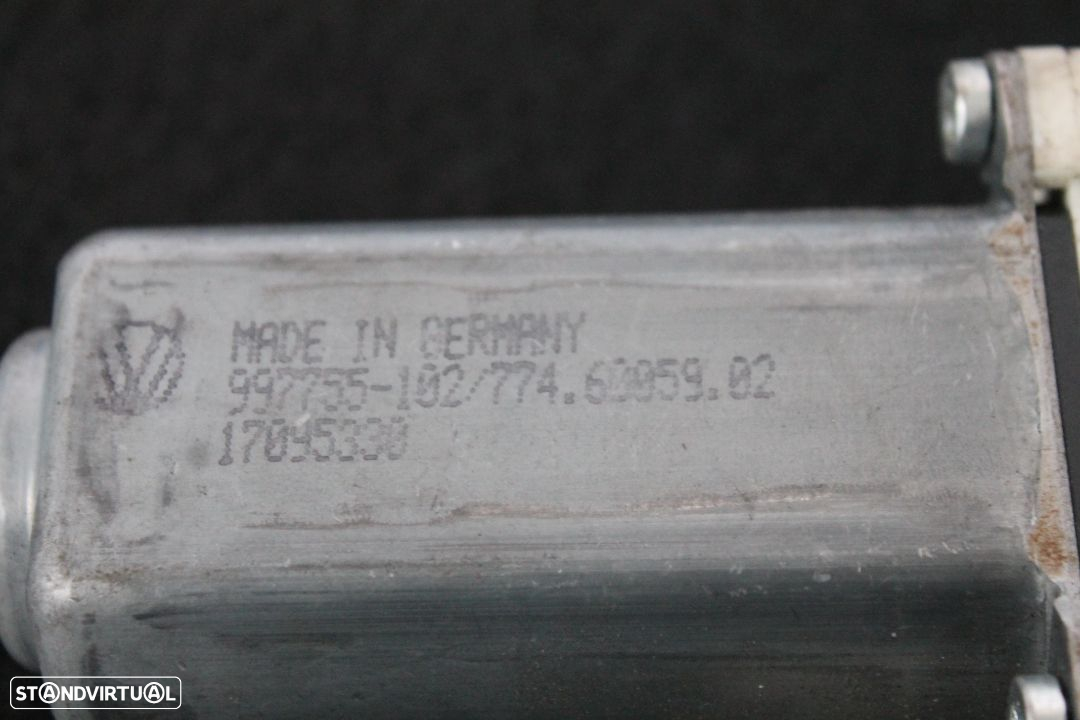 MADE IN GERMANY
997755-102/774.60059.02
17095330
STANDVIRTUAL